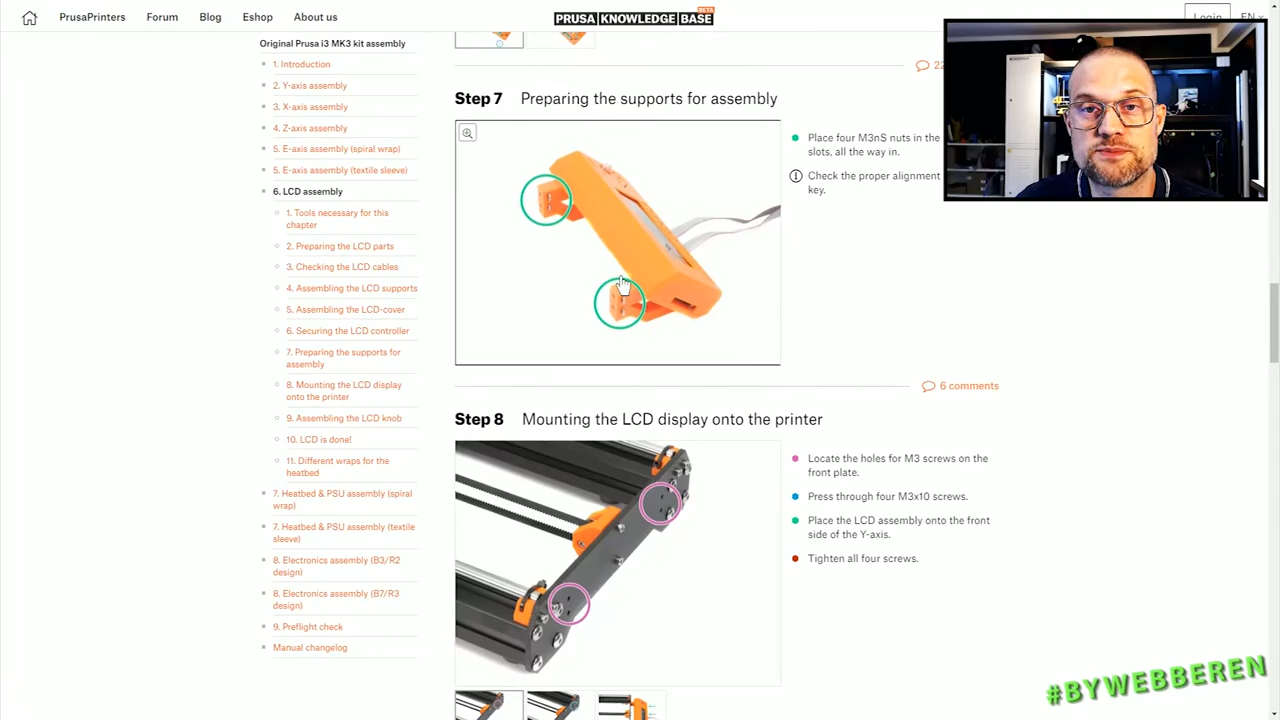 PrusaPrinters Forum Blog Eshop About us
PRUSA KNOWLEDGE BASE
BETA
Login EN
Original Prusa i3 MK3 kit assembly
1. Introduction
2. Y-axis assembly
3. X-axis assembly
4. Z-axis assembly
5. E-axis assembly (spiral wrap)
5. E-axis assembly (textile sleeve)
6. LCD assembly
1. Tools necessary for this
chapter
2. Preparing the LCD parts
3. Checking the LCD cables
4. Assembling the LCD supports
5. Assembling the LCD-cover
6. Securing the LCD controller
7. Preparing the supports for
assembly
8. Mounting the LCD display
onto the printer
9. Assembling the LCD knob
10. LCD is done!
11. Different wraps for the
heatbed
7. Heatbed & PSU assembly (spiral
wrap)
7. Heatbed & PSU assembly (textile
sleeve)
8. Electronics assembly (B3/R2
design)
8. Electronics assembly (B7/R3
design)
9. Preflight check
Manual changelog
22
Step 7 Preparing the supports for assembly
Place four M3nS nuts in the
slots, all the way in.
Check the proper alignment
key.
6 comments
Step 8 Mounting the LCD display onto the printer
Locate the holes for M3 screws on the
front plate.
Press through four M3x10 screws.
Place the LCD assembly onto the front
side of the Y-axis.
Tighten all four screws.
#BYWEBBEREN